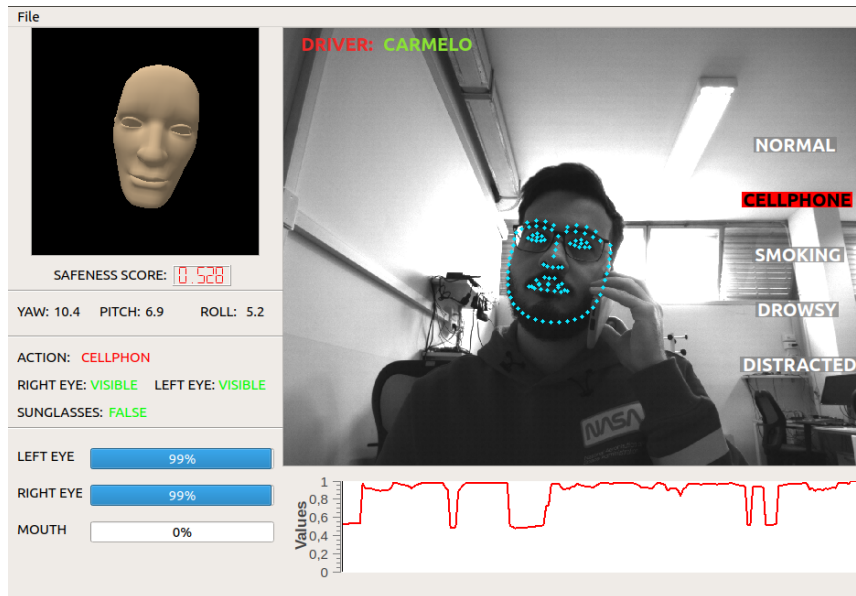 File
DRIVER: CARMELO
NORMAL
CELLPHONE
SMOKING
DROWSY
DISTRACTED
SAFENESS SCORE: 0.528
YAW: 10.4 PITCH: 6.9 ROLL: 5.2
ACTION: CELLPHON
RIGHT EYE: VISIBLE LEFT EYE: VISIBLE
SUNGLASSES: FALSE
LEFT EYE 99%
RIGHT EYE 99%
MOUTH 0%
NASA
Values
1
0,8
0,6
0,4
0,2
0